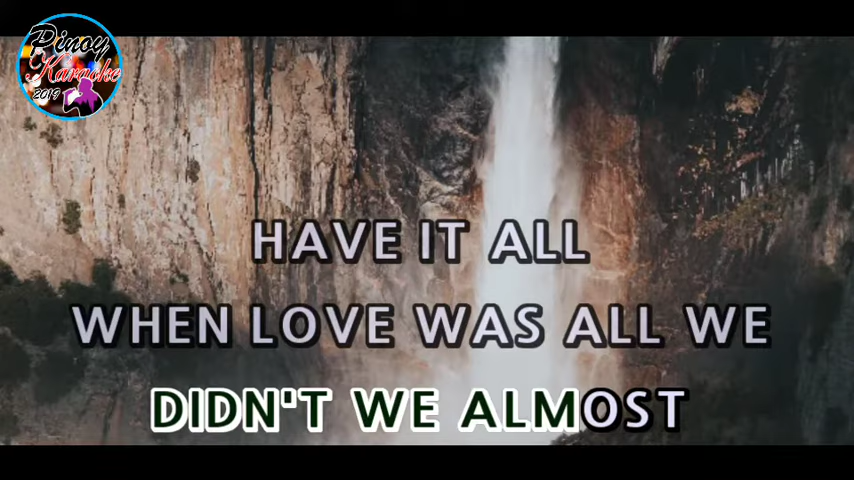 Pinoy
Karaoke
2019
HAVE IT ALL
WHEN LOVE WAS ALL WE
DIDN'T WE ALMOST